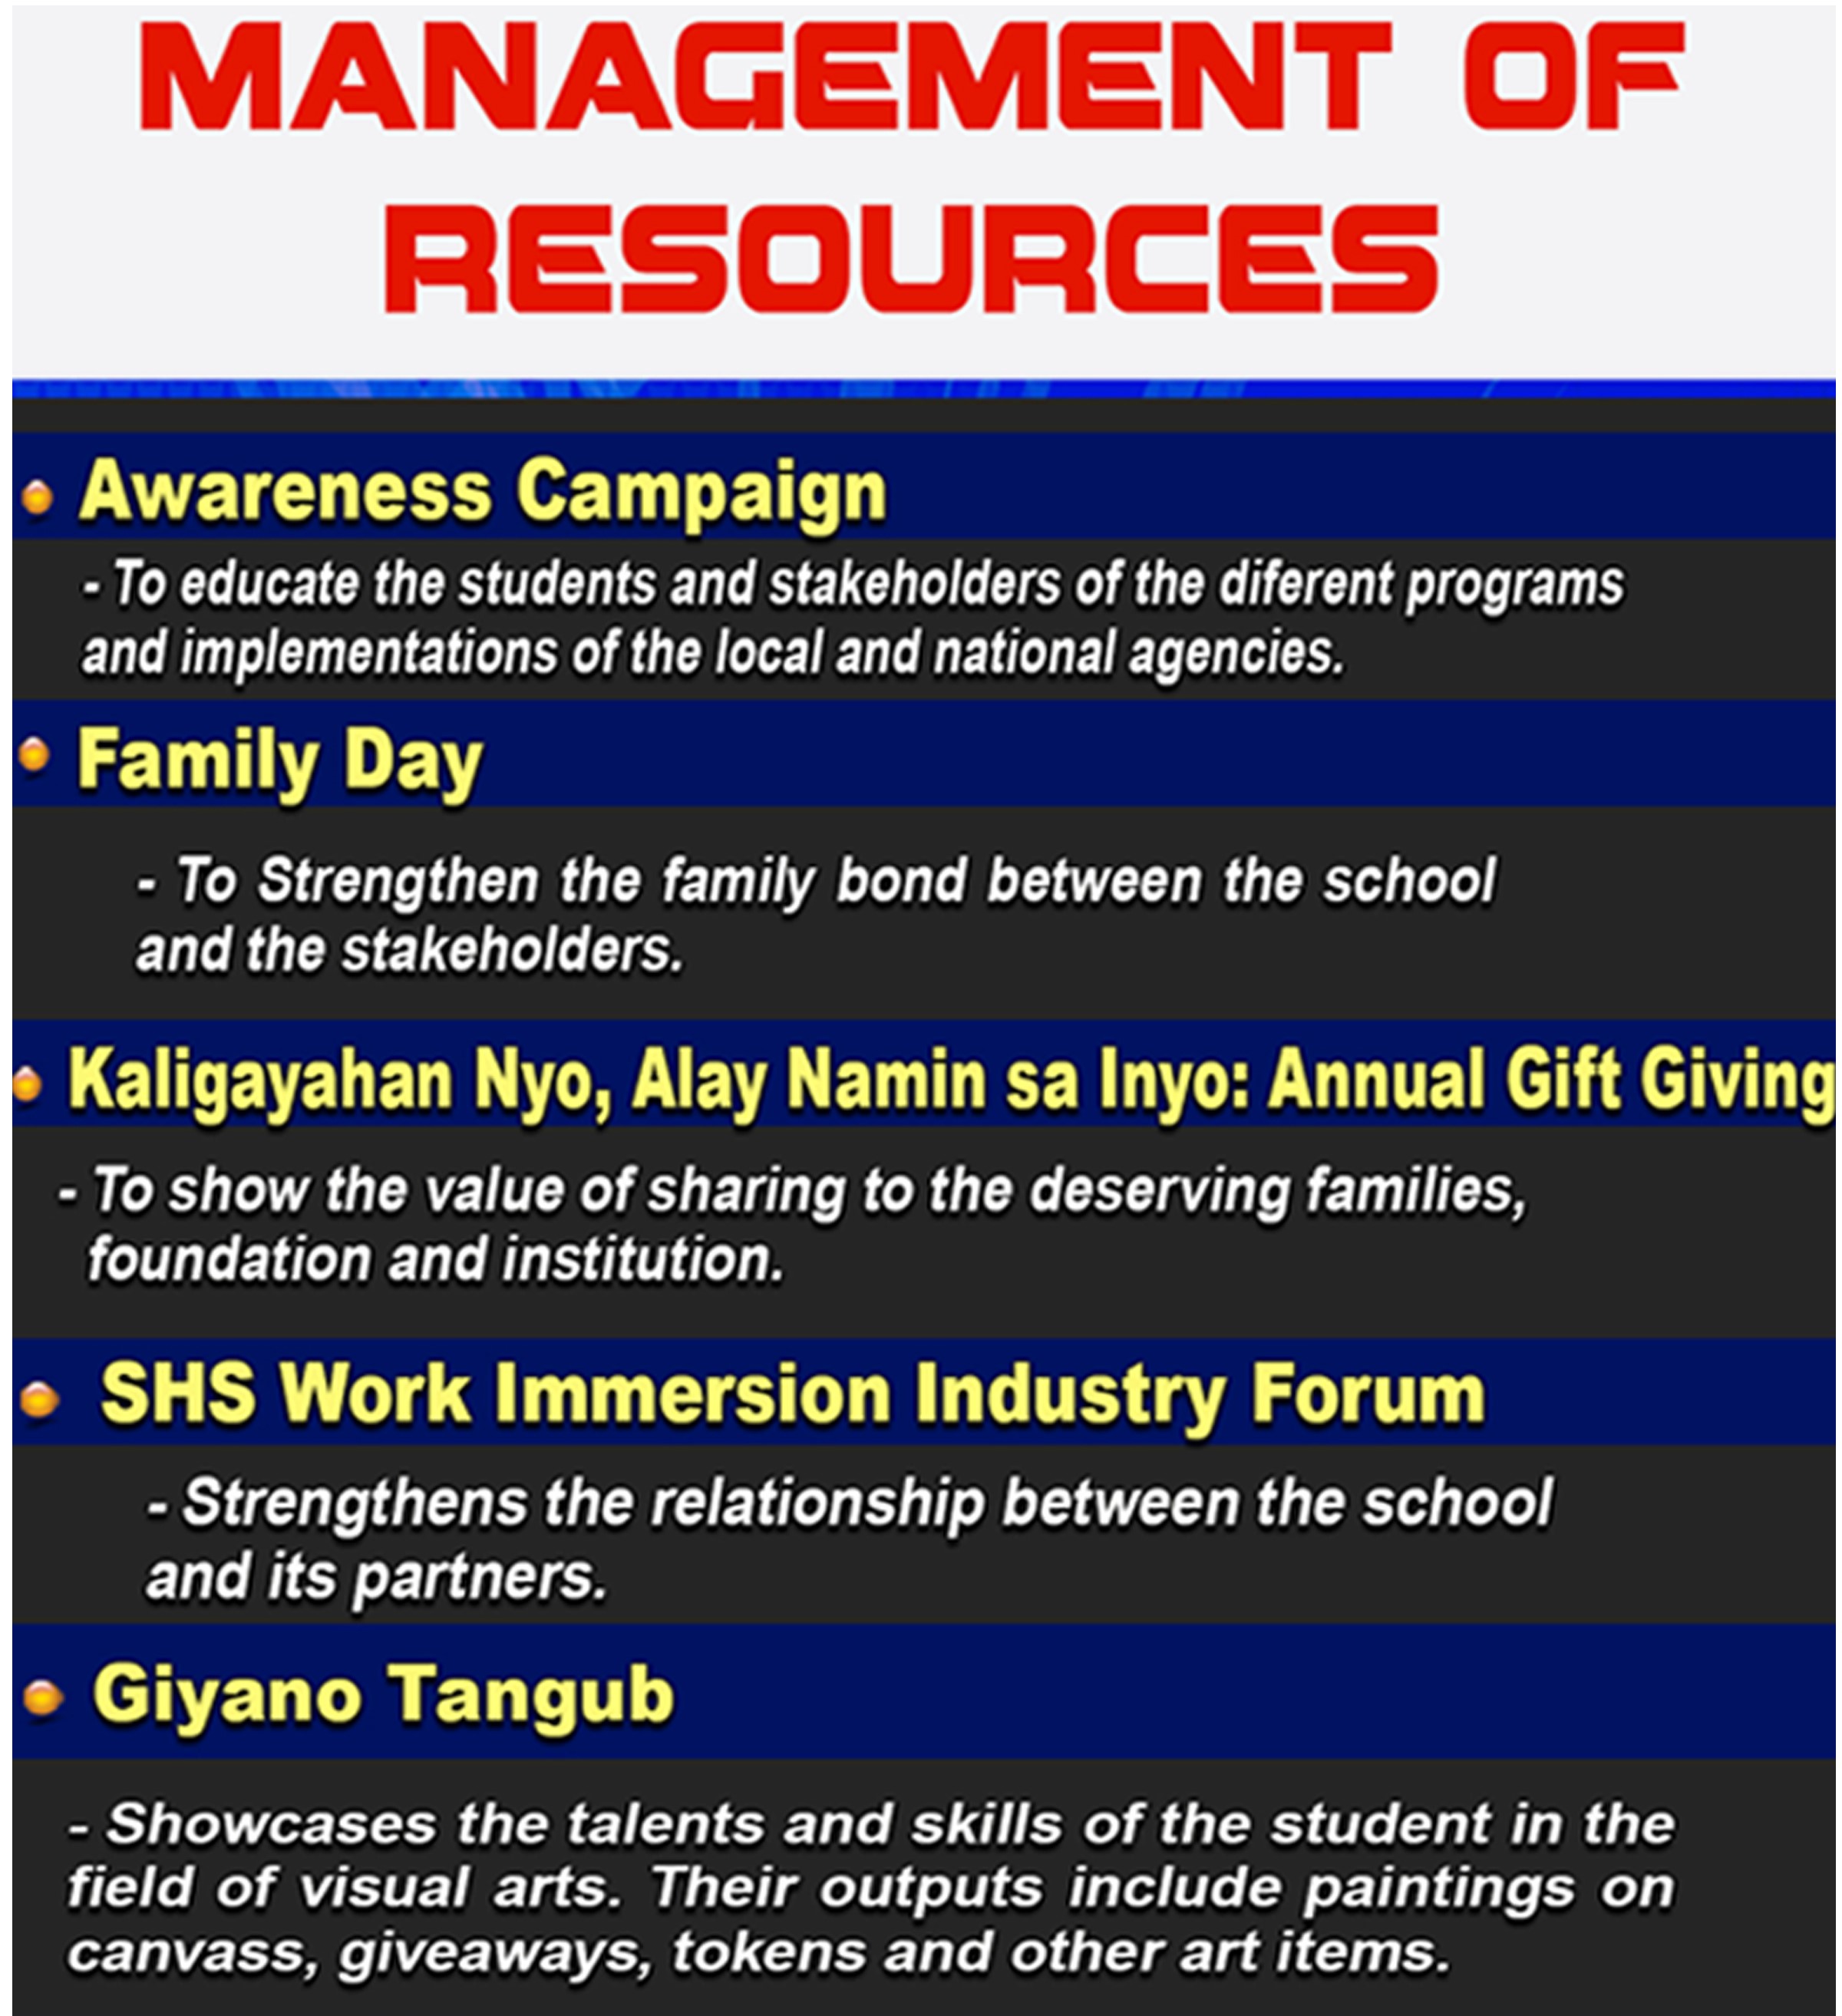 MANAGEMENT OF
RESOURCES
Awareness Campaign
- To educate the students and stakeholders of the diferent programs
and implementations of the local and national agencies.
Family Day
- To Strengthen the family bond between the school
and the stakeholders.
Kaligayahan Nyo, Alay Namin sa Inyo: Annual Gift Giving
- To show the value of sharing to the deserving families,
foundation and institution.
SHS Work Immersion Industry Forum
- Strengthens the relationship between the school
and its partners.
Giyano Tangub
- Showcases the talents and skills of the student in the
field of visual arts. Their outputs include paintings on
canvass, giveaways, tokens and other art items.